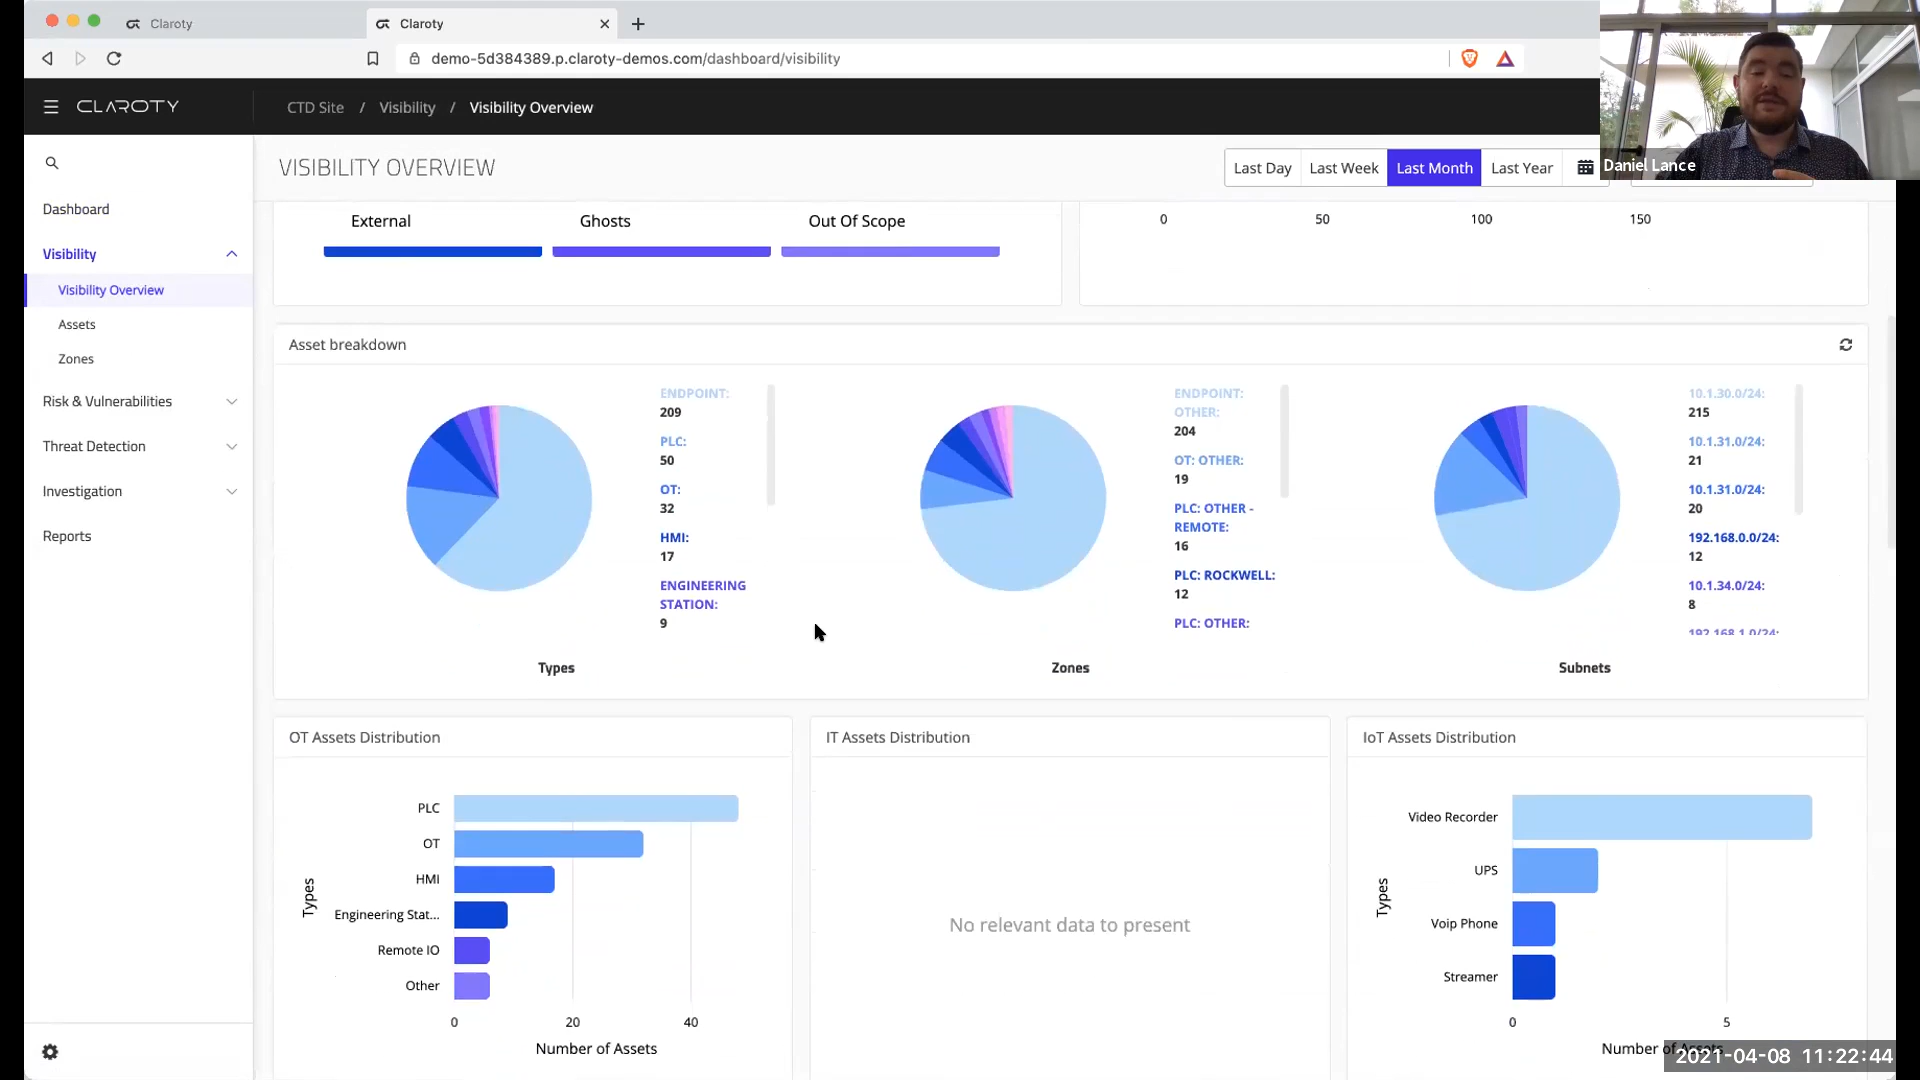 Claroty
Claroty
demo-5d384389.p.claroty-demos.com/dashboard/visibility
CLAROTY
CTD Site / Visibility / Visibility Overview
VISIBILITY OVERVIEW
Last Day
Last Week
Last Month
Last Year
Daniel Lance
Dashboard
Visibility
Visibility Overview
Assets
Zones
Risk & Vulnerabilities
Threat Detection
Investigation
Reports
External
Ghosts
Out Of Scope
0 50 100 150
Asset breakdown
ENDPOINT:
209
PLC:
50
OT:
32
HMI:
17
ENGINEERING
STATION:
9
Types
ENDPOINT:
OTHER:
204
OT: OTHER:
19
PLC: OTHER -
REMOTE:
16
PLC: ROCKWELL:
12
PLC: OTHER:
Zones
10.1.30.0/24:
215
10.1.31.0/24:
21
10.1.31.0/24:
20
192.168.0.0/24:
12
10.1.34.0/24:
8
192.168.1.0/24:
Subnets
OT Assets Distribution
Types
PLC
OT
HMI
Engineering Stat...
Remote IO
Other
0 20 40
Number of Assets
IT Assets Distribution
No relevant data to present
IoT Assets Distribution
Types
Video Recorder
UPS
Voip Phone
Streamer
0 5
Number of Assets
2021-04-08 11:22:44